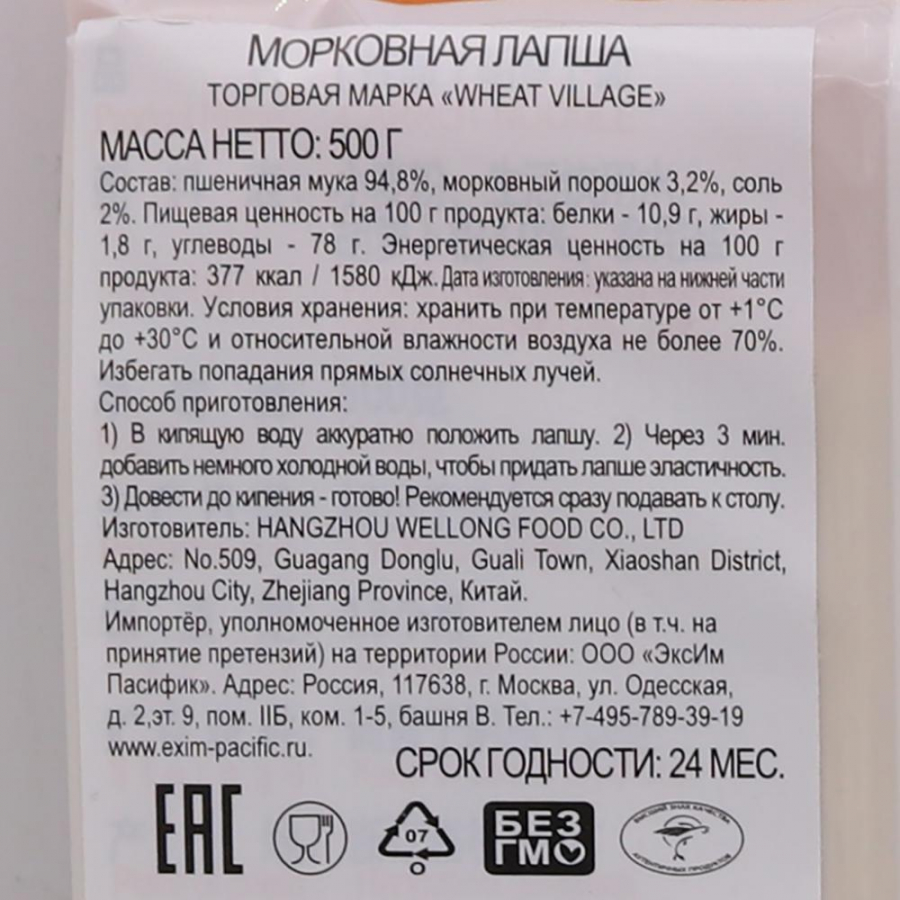 МОРКОВНАЯ ЛАПША
ТОРГОВАЯ МАРКА «WHEAT VILLAGE»
МАССА НЕТТО: 500 Г
Состав: пшеничная мука 94,8%, морковный порошок 3,2%, соль
2%. Пищевая ценность на 100 г продукта: белки - 10,9 г, жиры -
1,8 г, углеводы - 78 г. Энергетическая ценность на 100 г
продукта: 377 ккал / 1580 кДж. Дата изготовления: указана на нижней части
упаковки. Условия хранения: хранить при температуре от +1°C
до +30°C и относительной влажности воздуха не более 70%.
Избегать попадания прямых солнечных лучей.
Способ приготовления:
1) В кипящую воду аккуратно положить лапшу. 2) Через 3 мин.
добавить немного холодной воды, чтобы придать лапше эластичность.
3) Довести до кипения - готово! Рекомендуется сразу подавать к столу.
Изготовитель: HANGZHOU WELLONG FOOD CO., LTD
Адрес: No.509, Guagang Donglu, Guali Town, Xiaoshan District,
Hangzhou City, Zhejiang Province, Китай.
Импортёр, уполномоченное изготовителем лицо (в т.ч. на
принятие претензий) на территории России: ООО «ЭксИм
Пасифик». Адрес: Россия, 117638, г. Москва, ул. Одесская,
д. 2,эт. 9, пом. IIБ, ком. 1-5, башня В. Тел.: +7-495-789-39-19
www.exim-pacific.ru.
СРОК ГОДНОСТИ: 24 МЕС.
EAC
07
O
БЕЗ
ГМО
ВЫСШИЙ ЗНАК КАЧЕСТВА
АУТЕНТИЧНЫХ ПРОДУКТОВ